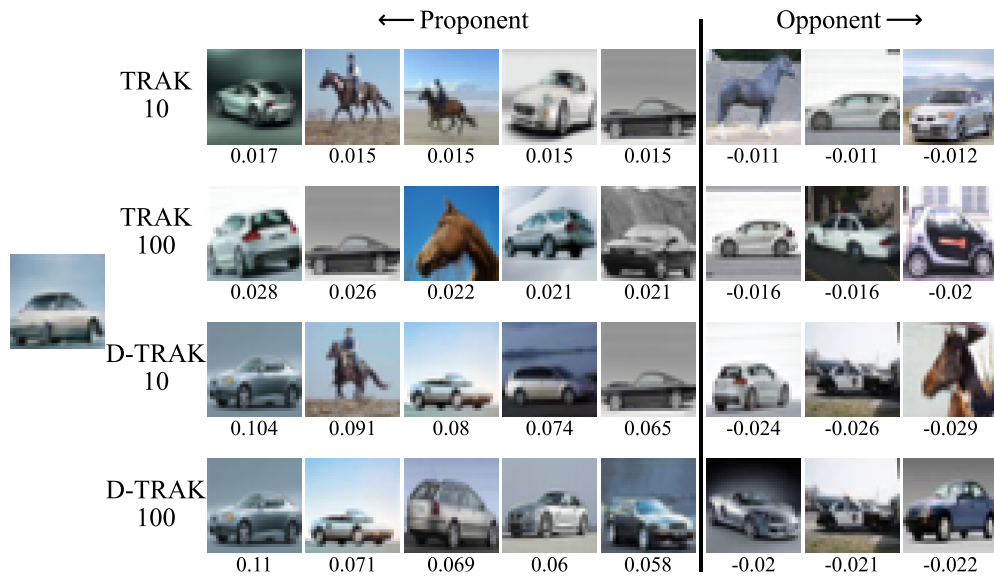 ⟵ Proponent
Opponent ⟶
TRAK
10
0.017 0.015 0.015 0.015 0.015 -0.011 -0.011 -0.012
TRAK
100
0.028 0.026 0.022 0.021 0.021 -0.016 -0.016 -0.02
D-TRAK
10
0.104 0.091 0.08 0.074 0.065 -0.024 -0.026 -0.029
D-TRAK
100
0.11 0.071 0.069 0.06 0.058 -0.02 -0.021 -0.022